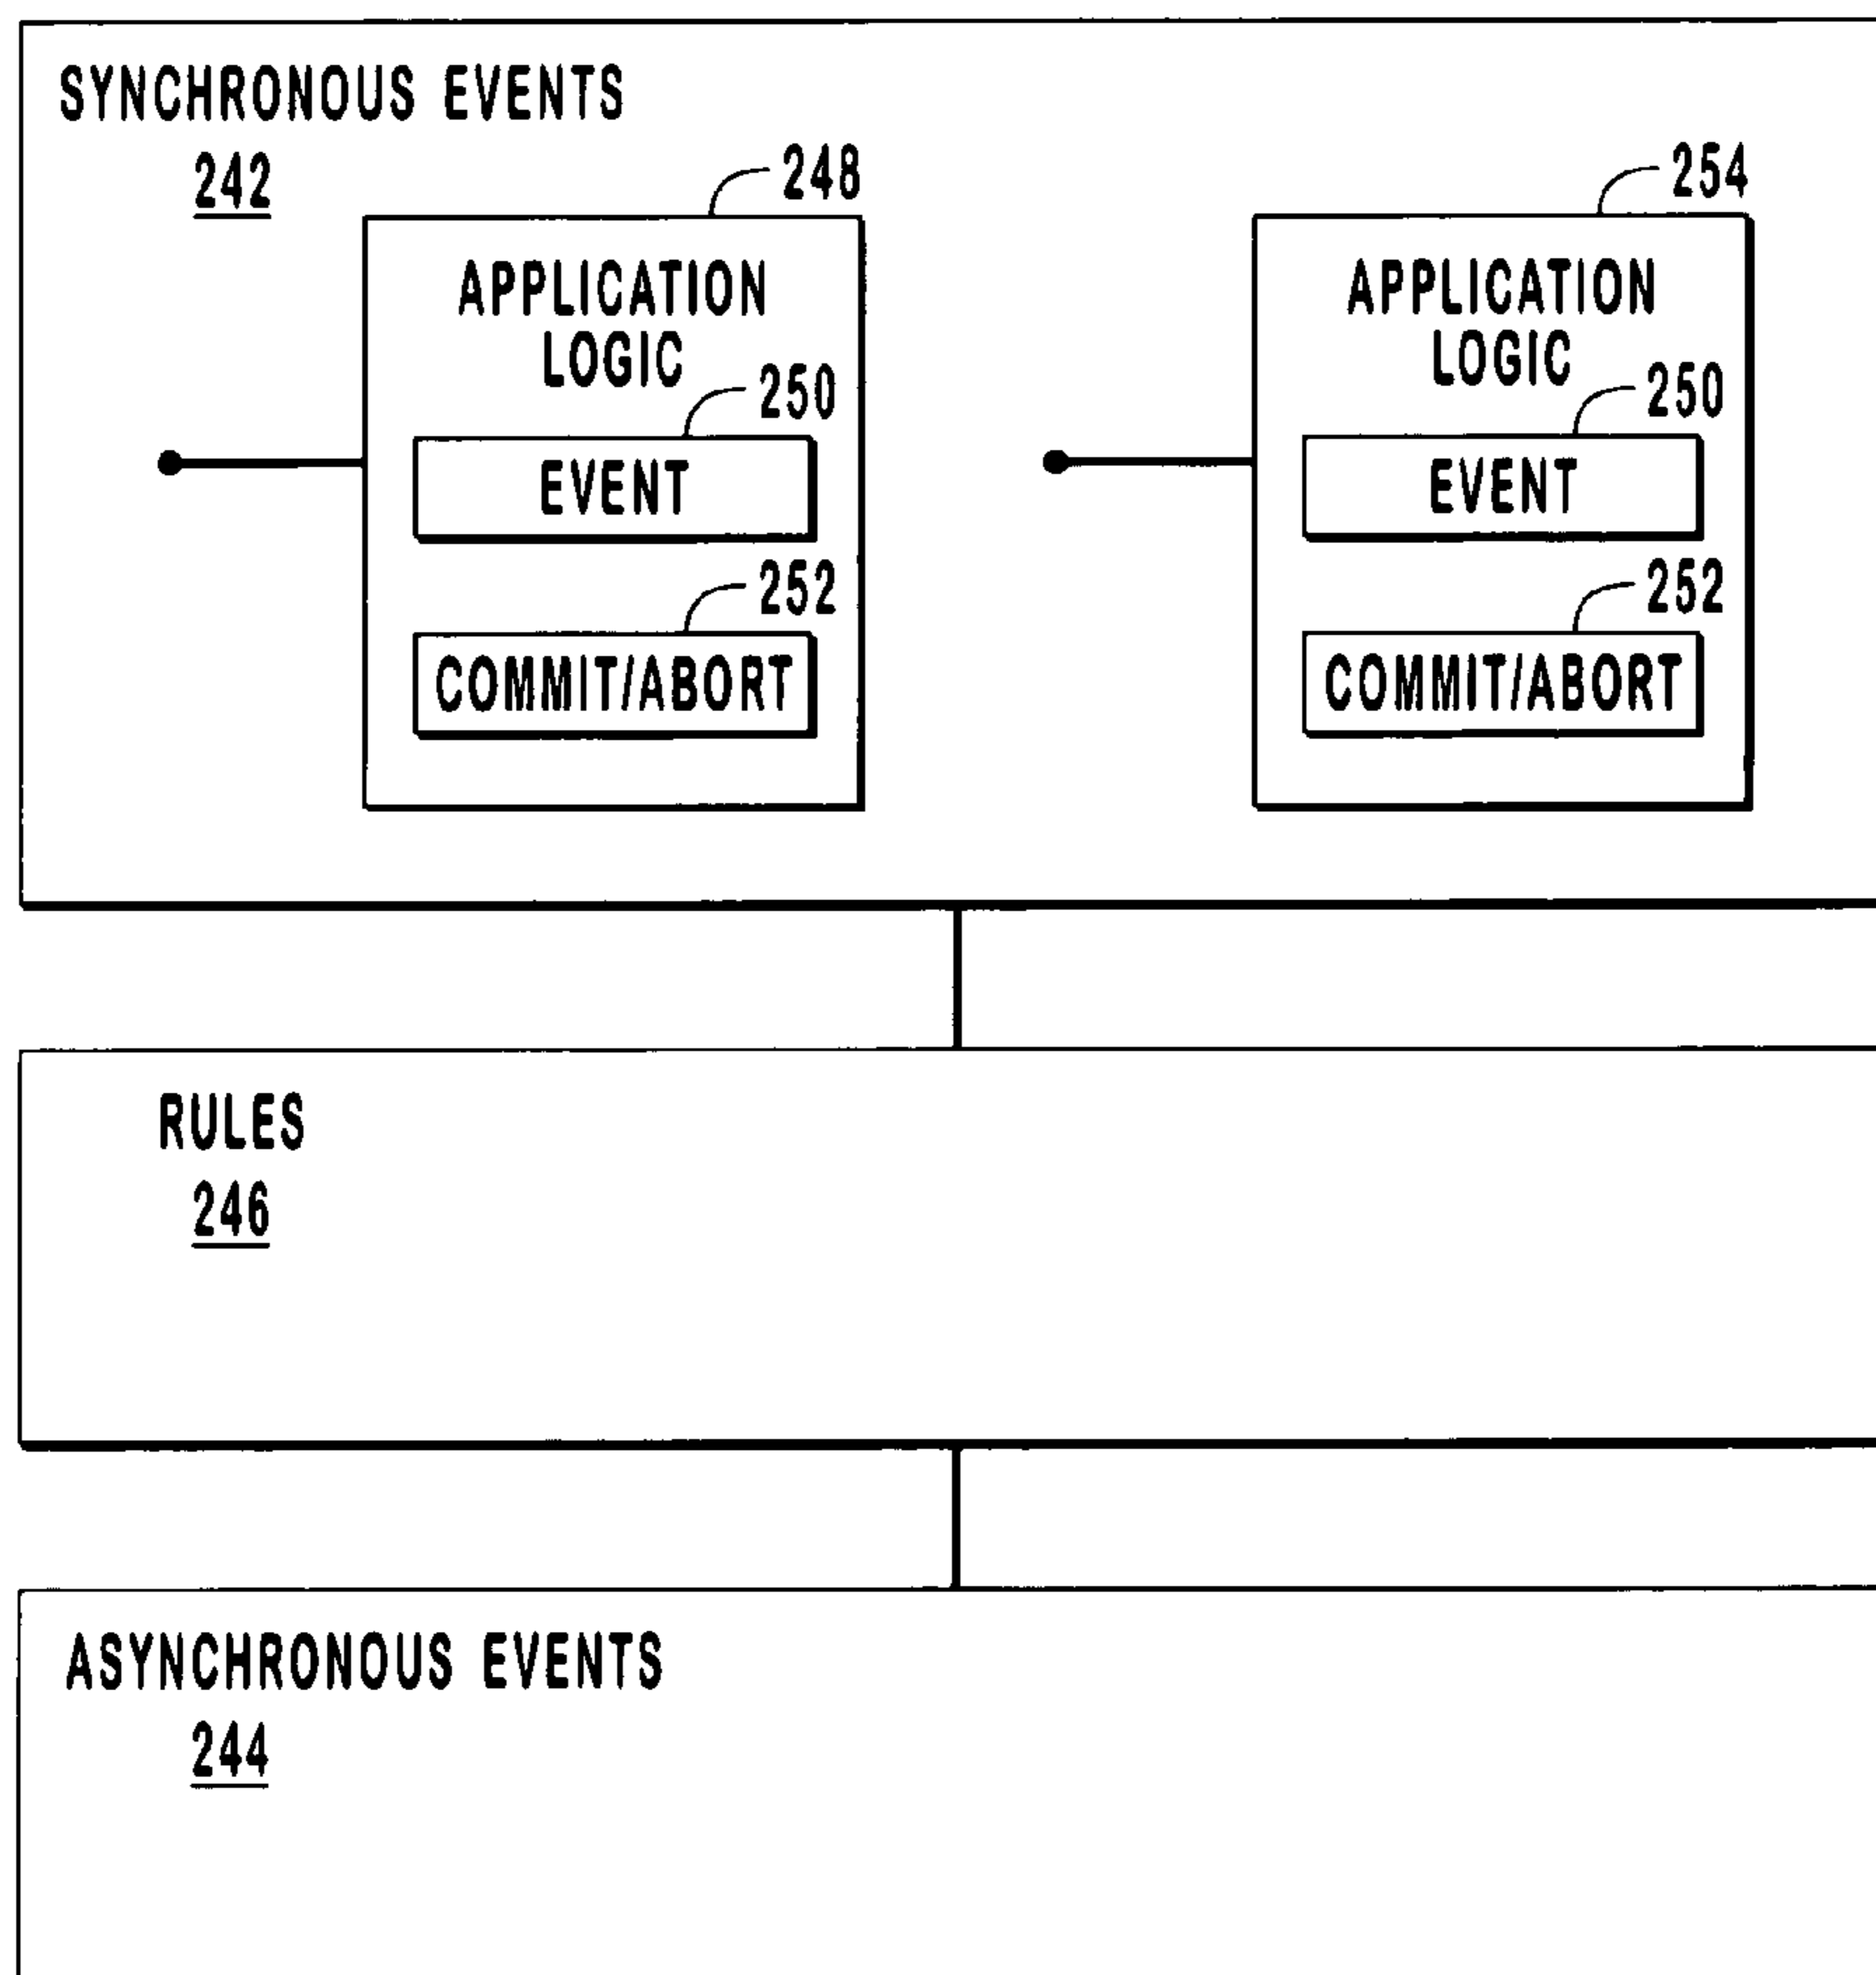 SYNCHRONOUS EVENTS
242
248
APPLICATION
LOGIC
250
EVENT
252
COMMIT/ABORT
254
APPLICATION
LOGIC
250
EVENT
252
COMMIT/ABORT
RULES
246
ASYNCHRONOUS EVENTS
244